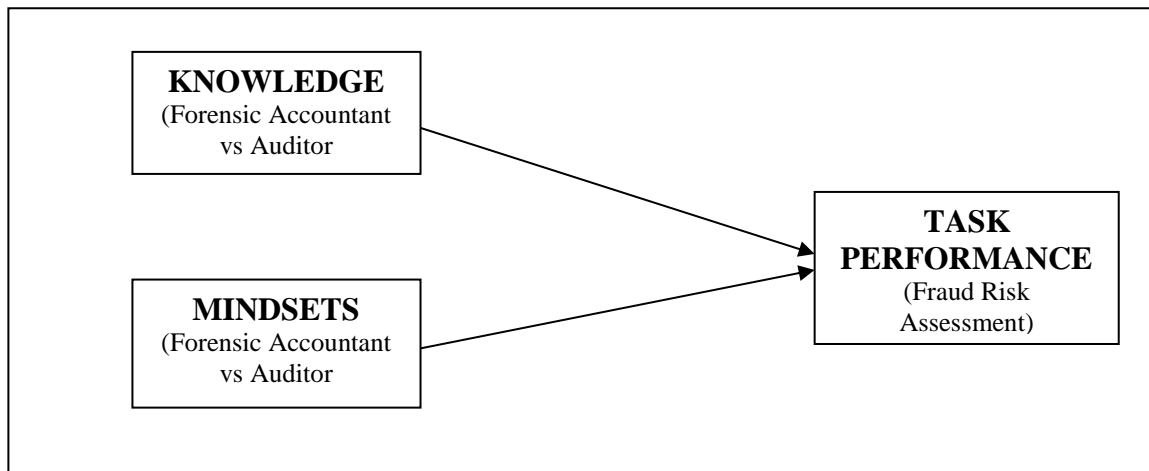 KNOWLEDGE
(Forensic Accountant
vs Auditor
MINDSETS
(Forensic Accountant
vs Auditor
TASK
PERFORMANCE
(Fraud Risk
Assessment)